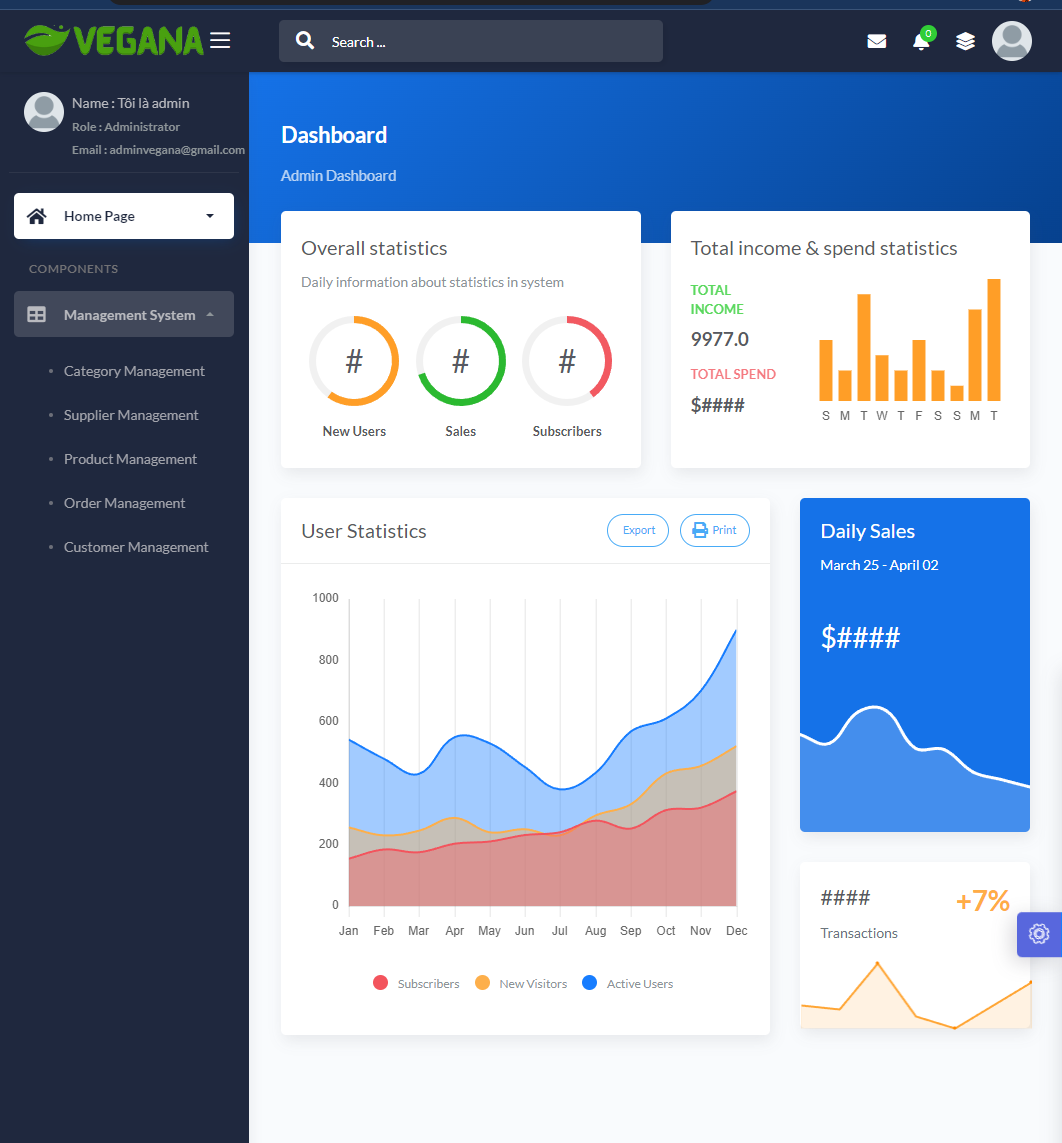 VEGANA
Search ...
0
Name : Tôi là admin
Role : Administrator
Email : adminvegana@gmail.com
Home Page
COMPONENTS
Management System
Category Management
Supplier Management
Product Management
Order Management
Customer Management
Dashboard
Admin Dashboard
Overall statistics
Daily information about statistics in system
# # #
New Users Sales Subscribers
Total income & spend statistics
TOTAL
INCOME
9977.0
TOTAL SPEND
$####
S M T W T F S S M T
User Statistics
Export Print
1000
800
600
400
200
0
Jan Feb Mar Apr May Jun Jul Aug Sep Oct Nov Dec
Subscribers New Visitors Active Users
Daily Sales
March 25 - April 02
$####
#### +7%
Transactions